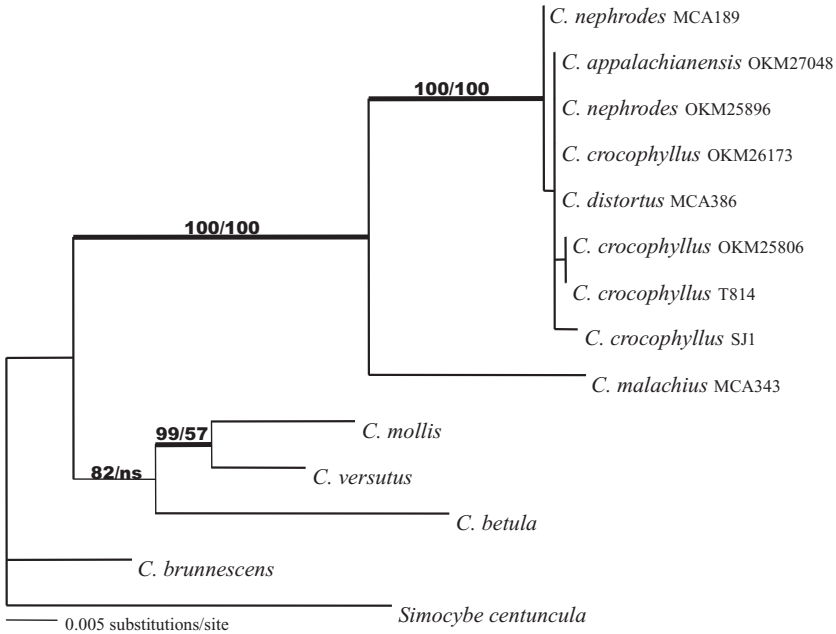 C. nephrodes MCA189
C. appalachianensis OKM27048
100/100
C. nephrodes OKM25896
C. crocophyllus OKM26173
C. distortus MCA386
100/100
C. crocophyllus OKM25806
C. crocophyllus T814
C. crocophyllus SJ1
C. malachius MCA343
C. mollis
99/57
82/ns
C. versutus
C. betula
C. brunnescens
Simocybe centuncula
0.005 substitutions/site